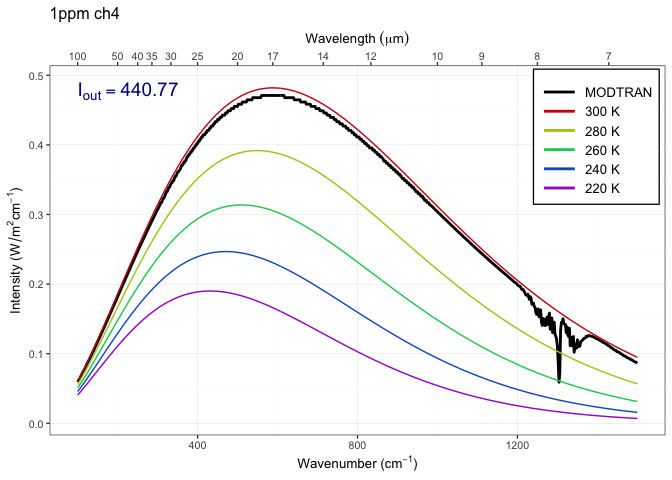 1ppm ch4
Wavelength (μm)
100 50 40 35 30 25 20 17 14 12 10 9 8 7
I_out = 440.77
MODTRAN
300 K
280 K
260 K
240 K
220 K
0.5
0.4
0.3
0.2
0.1
0.0
Intensity (W/m²cm⁻¹)
400 800 1200
Wavenumber (cm⁻¹)